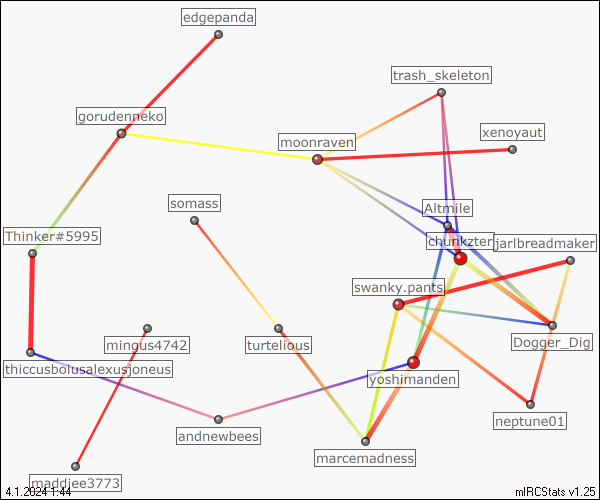 edgepanda
trash_skeleton
gorudenneko
xenoyaut
moonraven
somass
Altmile
Thinker#5995
chunkzter
jarlbreadmaker
swanky.pants
mingus4742
turtelious
Dogger_Dig
thiccusbolusalexusjoneus
yoshimanden
neptune01
andnewbees
marcemadness
maddiee3773
4.1.2024 1:44
mIRCStats v1.25